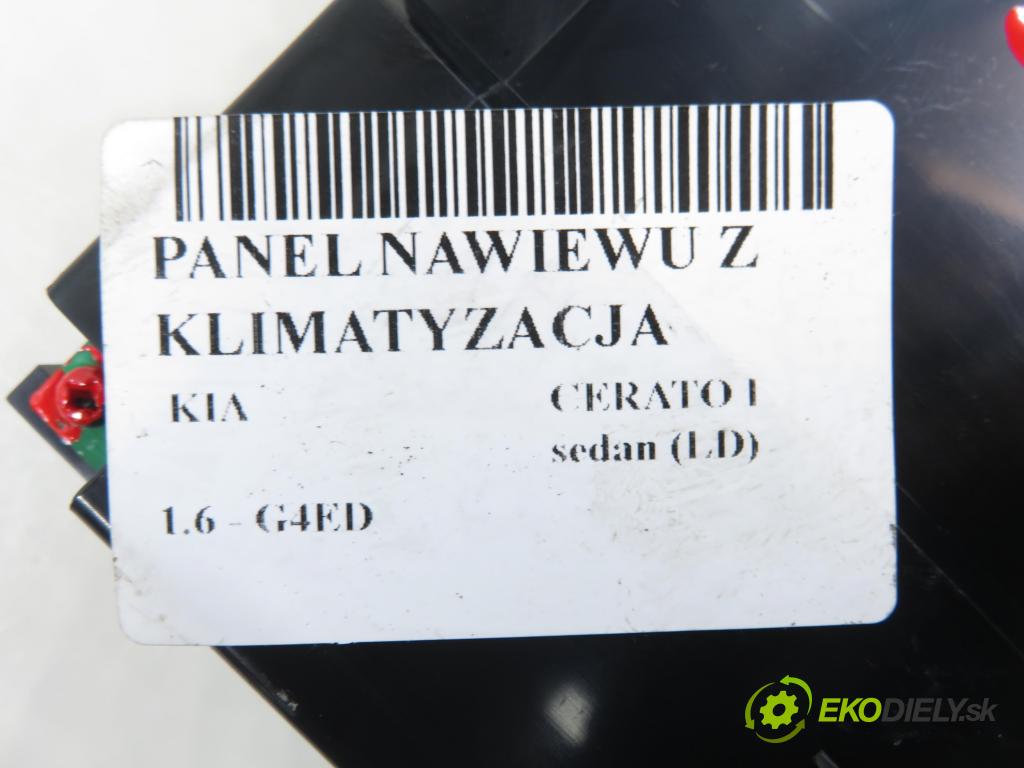 PANEL NAWIEWU Z
KLIMATYZACJA
KIA CERATO I
sedan (LD)
1.6 - G4ED
EKODIELY.sk